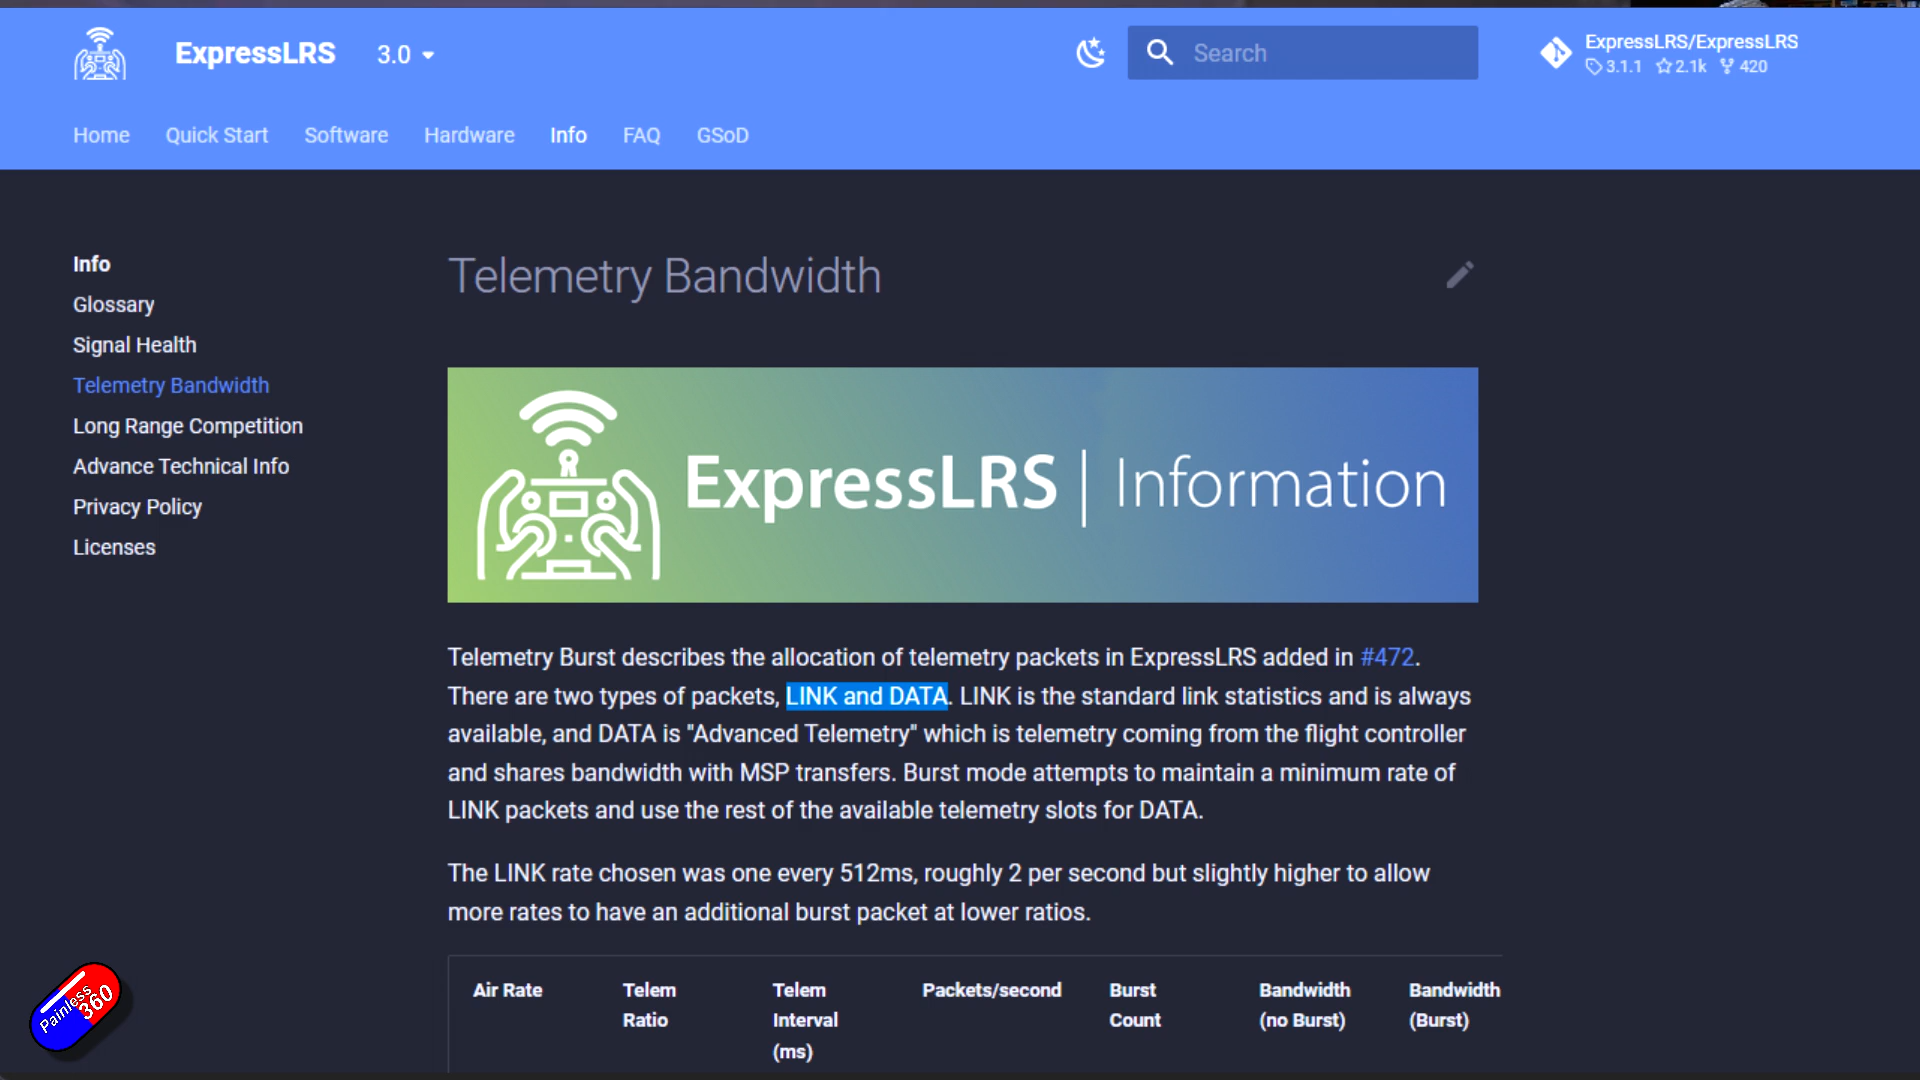 ExpressLRS
3.0
Search
ExpressLRS/ExpressLRS
3.1.1 2.1k 420
Home Quick Start Software Hardware Info FAQ GSoD
Info
Glossary
Signal Health
Telemetry Bandwidth
Long Range Competition
Advance Technical Info
Privacy Policy
Licenses
Telemetry Bandwidth
ExpressLRS | Information
Telemetry Burst describes the allocation of telemetry packets in ExpressLRS added in #472.
There are two types of packets, LINK and DATA. LINK is the standard link statistics and is always
available, and DATA is "Advanced Telemetry" which is telemetry coming from the flight controller
and shares bandwidth with MSP transfers. Burst mode attempts to maintain a minimum rate of
LINK packets and use the rest of the available telemetry slots for DATA.
The LINK rate chosen was one every 512ms, roughly 2 per second but slightly higher to allow
more rates to have an additional burst packet at lower ratios.
Air Rate Telem Telem Packets/second Burst Bandwidth Bandwidth
Ratio Interval Count (no Burst) (Burst)
(ms)
Painless
360